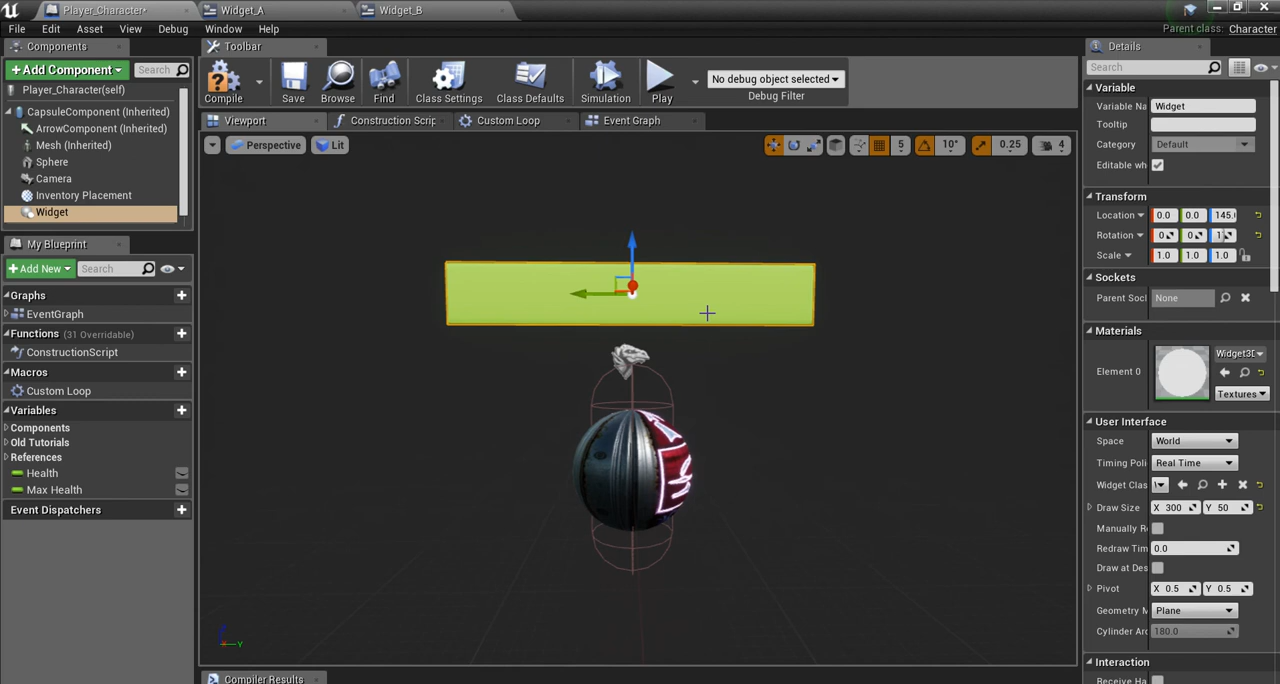 Player_Character*
Widget_A
Widget_B
File Edit Asset View Debug Window Help
Parent class: Character
Components
Toolbar
Details
+Add Component
Search
Player_Character(self)
CapsuleComponent (Inherited)
ArrowComponent (Inherited)
Mesh (Inherited)
Sphere
Camera
Inventory Placement
Widget
Compile
Save
Browse
Find
Class Settings
Class Defaults
Simulation
Play
No debug object selected
Debug Filter
Viewport
Construction Scrip
Custom Loop
Event Graph
Perspective
Lit
5
10°
0.25
4
My Blueprint
+Add New
Search
Graphs
EventGraph
Functions (31 Overridable)
ConstructionScript
Macros
Custom Loop
Variables
Components
Old Tutorials
References
Health
Max Health
Event Dispatchers
Y
Compiler Results
Search
Variable
Variable Na Widget
Tooltip
Category Default
Editable wh
Transform
Location 0.0 0.0 145.
Rotation 0 0 1
Scale 1.0 1.0 1.0
Sockets
Parent Socl None
Materials
Element 0
Textures
User Interface
Space World
Timing Poli Real Time
Widget Clas
Draw Size X 300 Y 50
Manually R
Redraw Tim 0.0
Draw at Des
Pivot X 0.5 Y 0.5
Geometry M Plane
Cylinder Arc 180.0
Interaction
Receive Ha